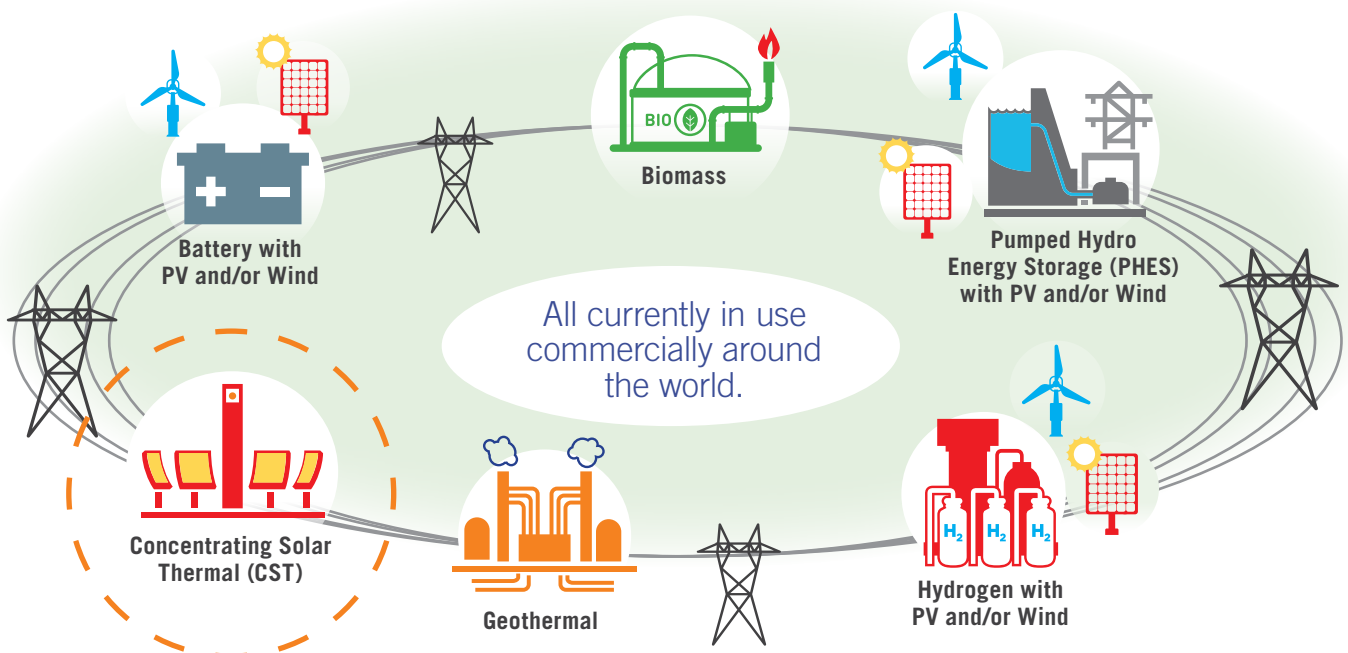 BIO
Biomass
Battery with
PV and/or Wind
Pumped Hydro
Energy Storage (PHES)
with PV and/or Wind
All currently in use
commercially around
the world.
Concentrating Solar
Thermal (CST)
Geothermal
H₂ H₂ H₂
Hydrogen with
PV and/or Wind